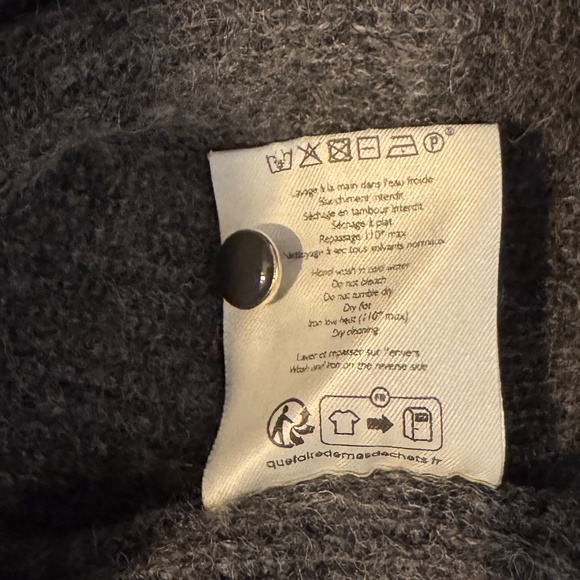 P
Lavage à la main dans l'eau froide
Blanchiment interdit
Séchage en tambour interdit
Séchage à plat
Repassage 110° max
Nettoyage à sec tous solvants normaux
Hand wash in cold water
Do not bleach
Do not tumble dry
Dry flat
Iron low heat (110° max)
Dry cleaning
Laver et repasser sur l'envers
Wash and iron on the reverse side
FR
quefairedemesdechets.fr